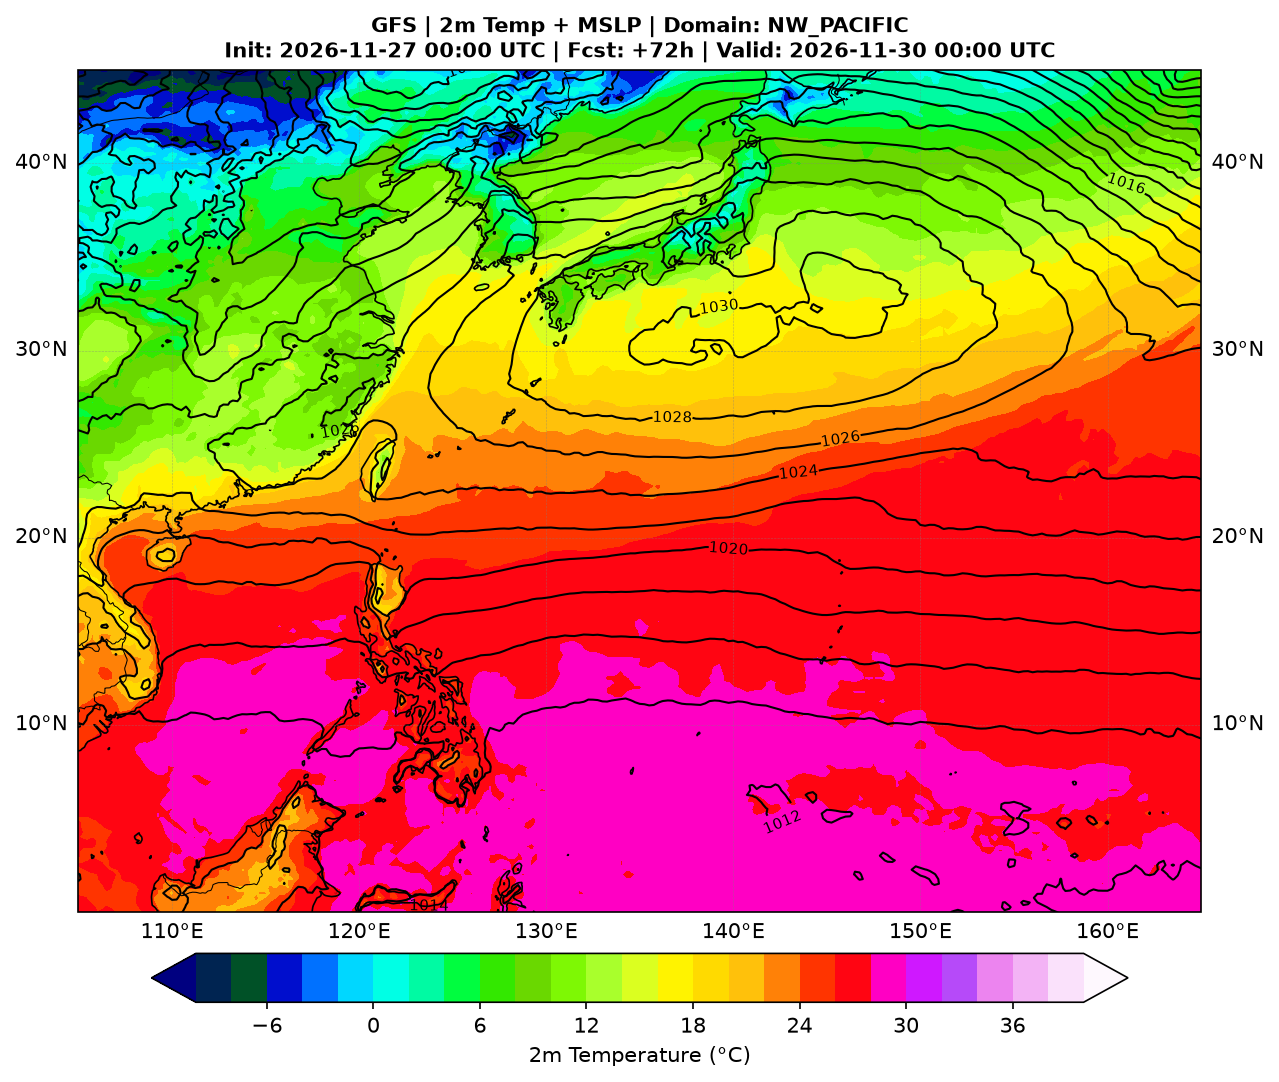 GFS | 2m Temp + MSLP | Domain: NW_PACIFIC
Init: 2026-11-27 00:00 UTC | Fcst: +72h | Valid: 2026-11-30 00:00 UTC
40°N
40°N
1016
1030
30°N
30°N
1028
1026
1026
1024
20°N
20°N
1020
10°N
10°N
1012
1014
110°E
120°E
130°E
140°E
150°E
160°E
−6
0
6
12
18
24
30
36
2m Temperature (°C)